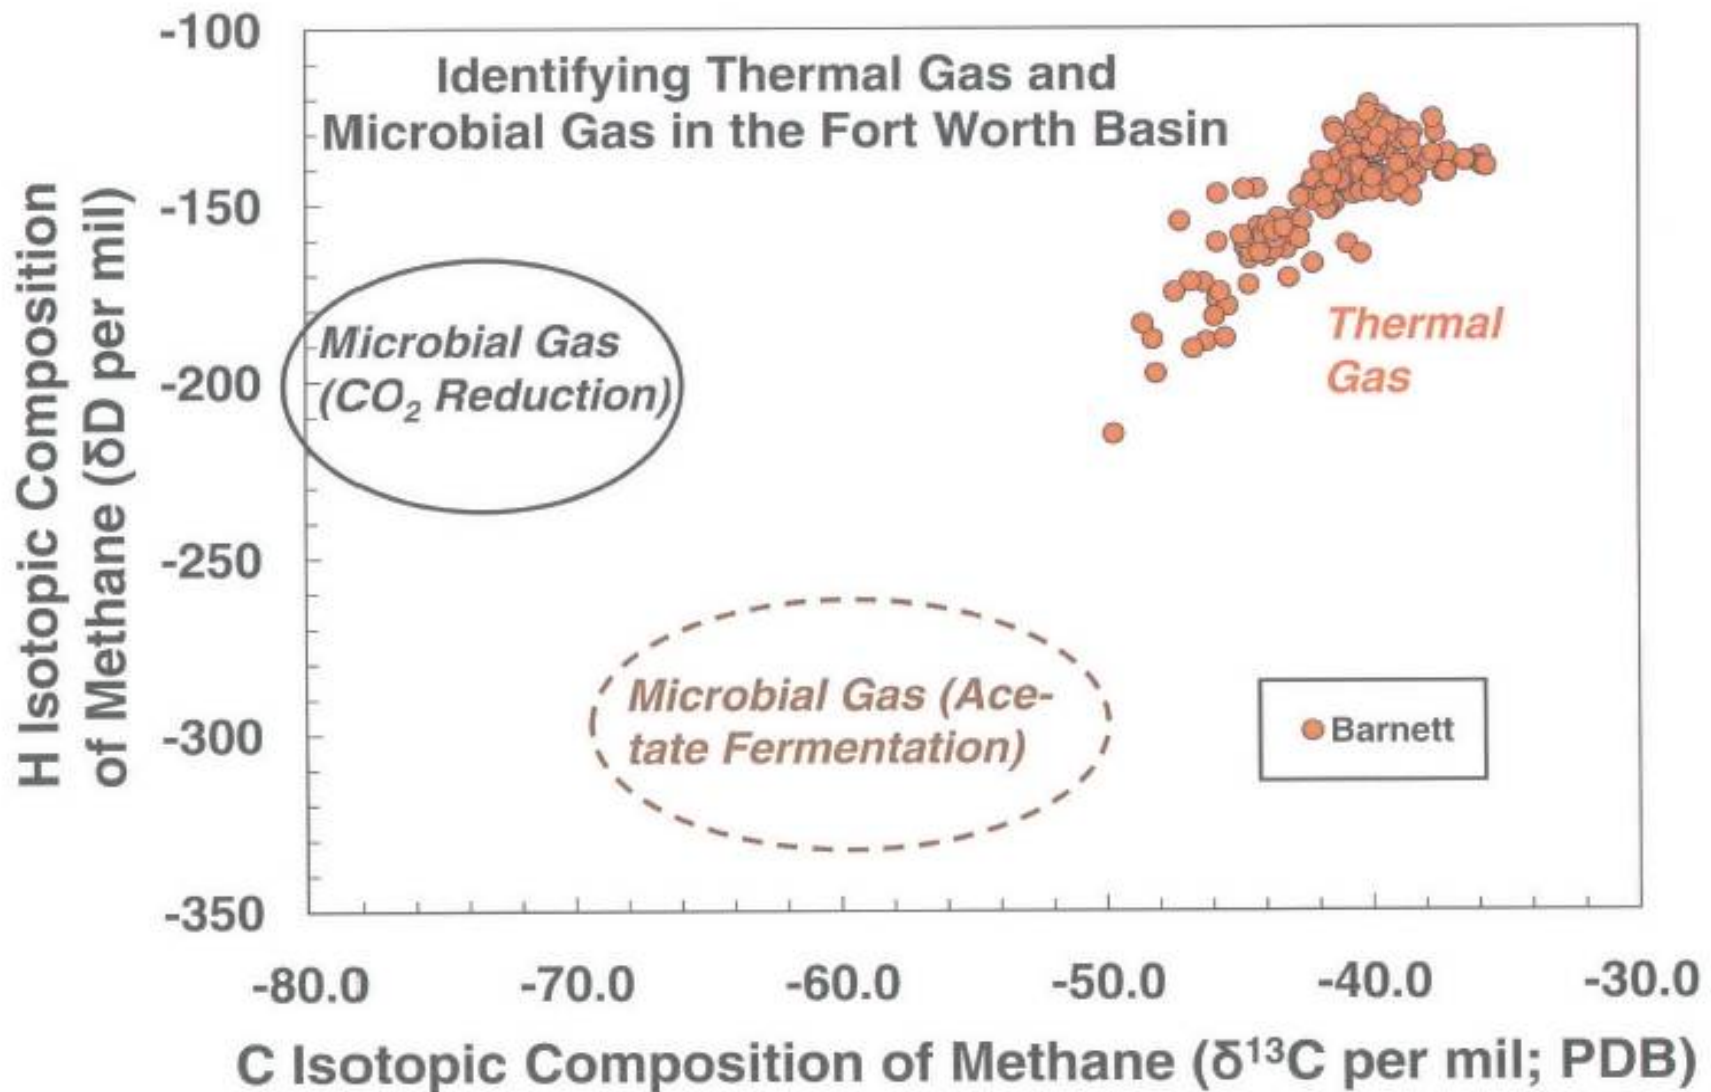 Identifying Thermal Gas and
Microbial Gas in the Fort Worth Basin
H Isotopic Composition
of Methane (δD per mil)
-100
-150
-200
-250
-300
-350
Microbial Gas
(CO₂ Reduction)
Thermal
Gas
Microbial Gas (Ace-
tate Fermentation)
Barnett
-80.0 -70.0 -60.0 -50.0 -40.0 -30.0
C Isotopic Composition of Methane (δ¹³C per mil; PDB)